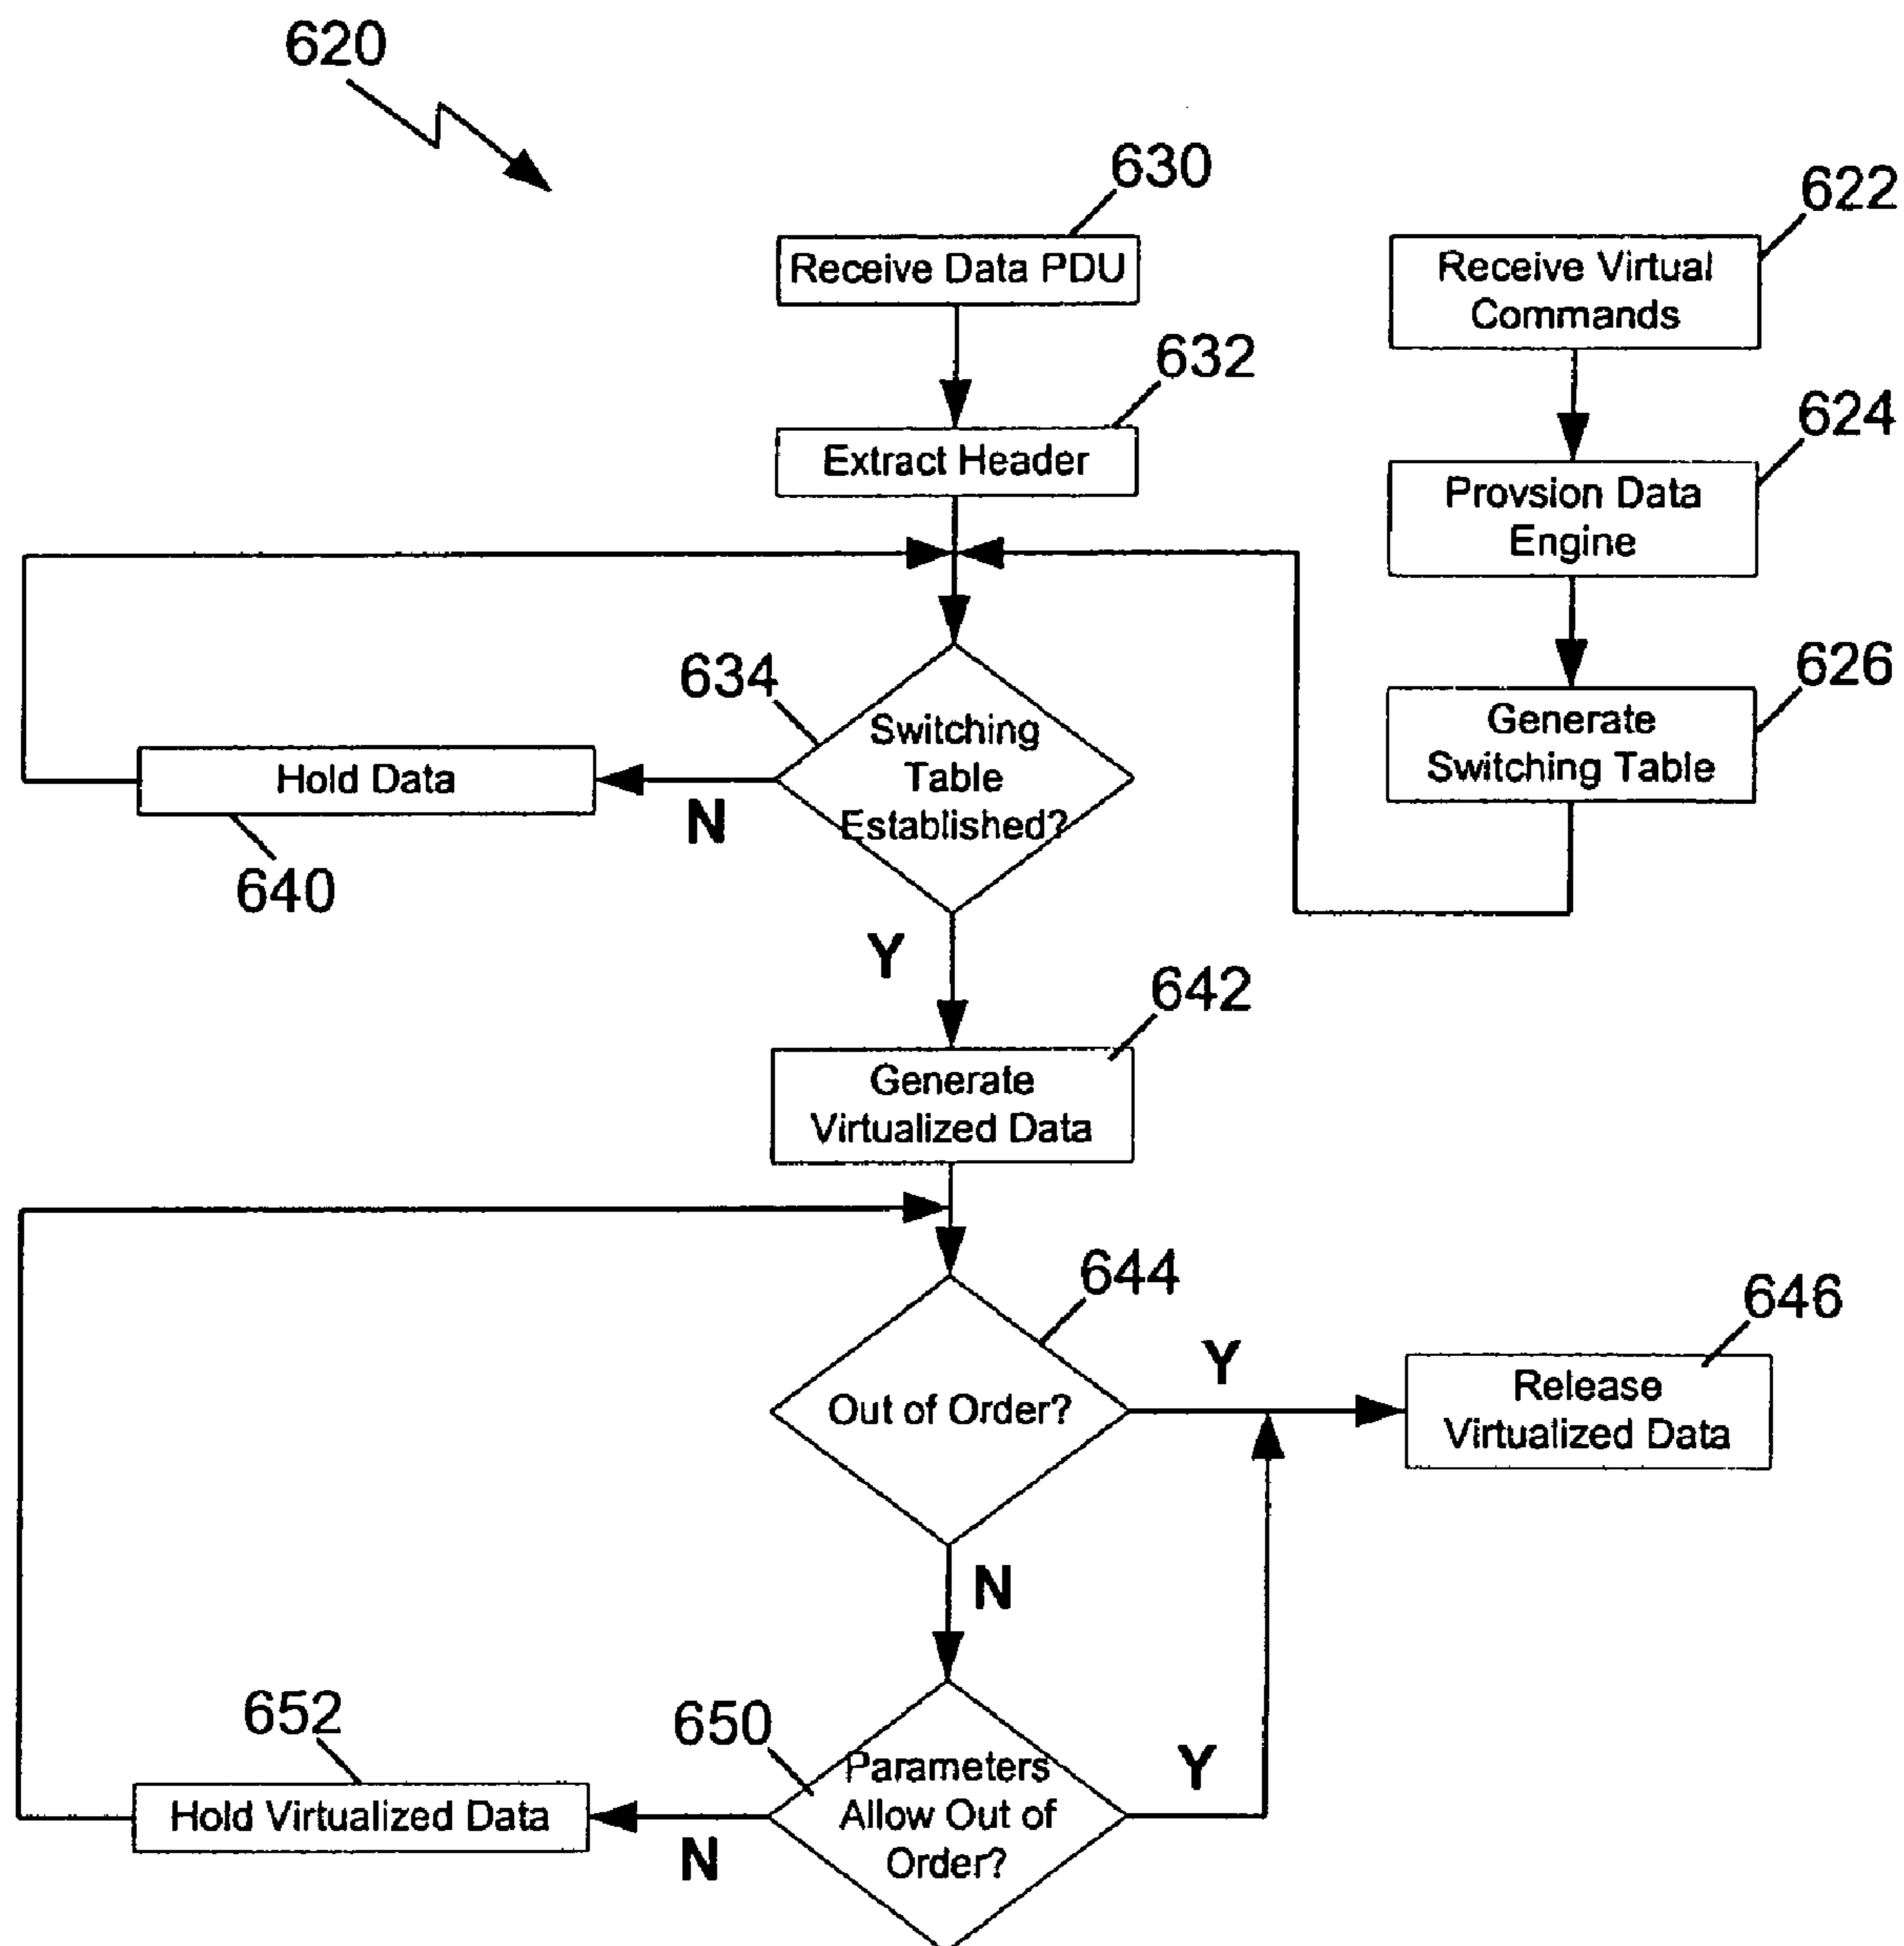 620
630
Receive Data PDU
622
Receive Virtual
Commands
632
Extract Header
624
Provsion Data
Engine
634
Switching
Table
Established?
626
Generate
Switching Table
Hold Data
N
640
Y
642
Generate
Virtualized Data
644
Out of Order?
Y
646
Release
Virtualized Data
N
650
Parameters
Allow Out of
Order?
Y
652
Hold Virtualized Data
N